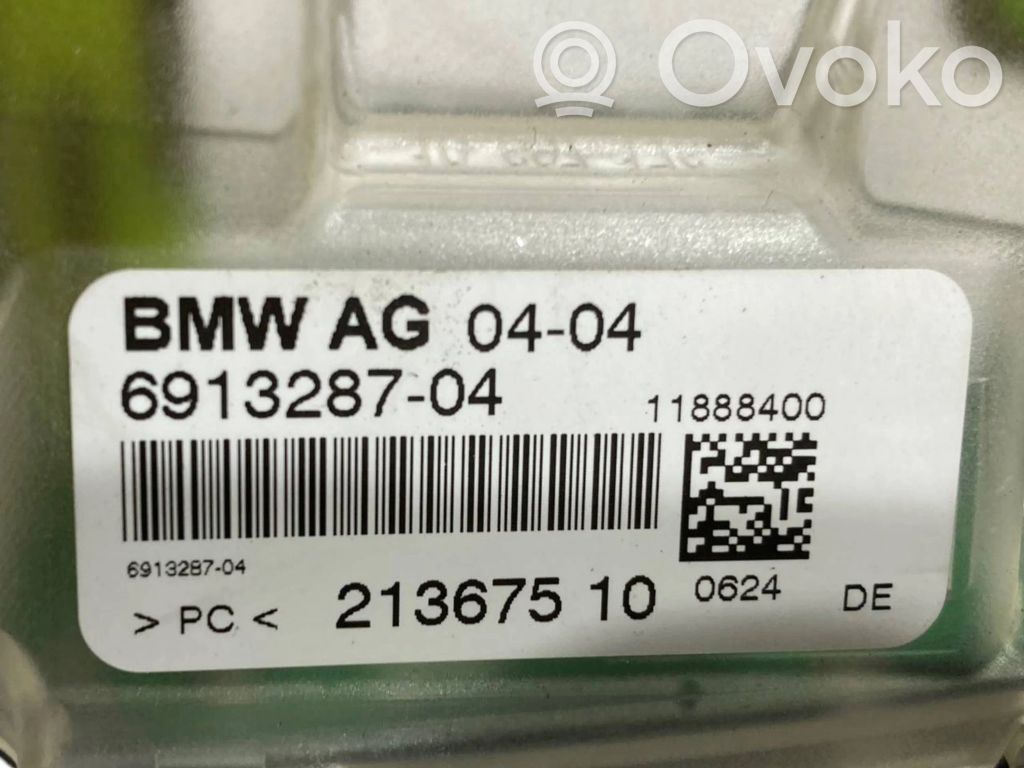 Ovoko
BMW AG 04-04
6913287-04
11888400
6913287-04
> PC <
213675 10
0624
DE